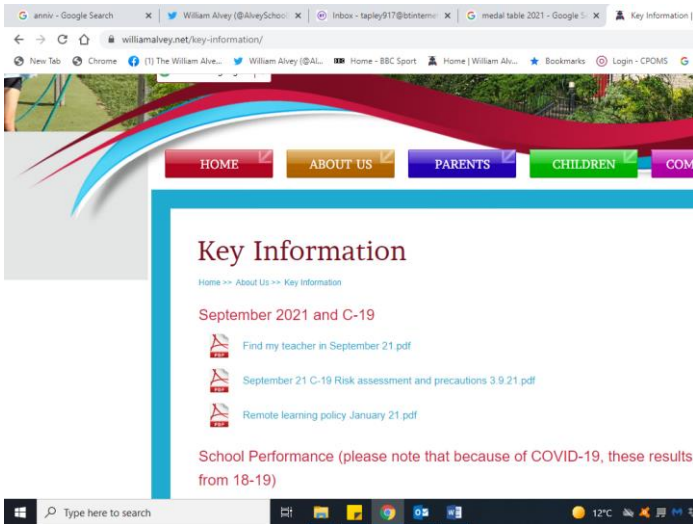 anniv - Google Search
William Alvey (@AlveySchool
Inbox - tapley917@btinternet
medal table 2021 - Google S
Key Information |
williamalvey.net/key-information/
New Tab
Chrome
(1) The William Alve...
William Alvey (@AL...
Home - BBC Sport
Home | William Alv...
Bookmarks
Login - CPOMS
HOME
ABOUT US
PARENTS
CHILDREN
COM
Key Information
Home >> About Us >> Key Information
September 2021 and C-19
Find my teacher in September 21.pdf
September 21 C-19 Risk assessment and precautions 3.9.21.pdf
Remote learning policy January 21.pdf
School Performance (please note that because of COVID-19, these results
from 18-19)
Type here to search
12°C